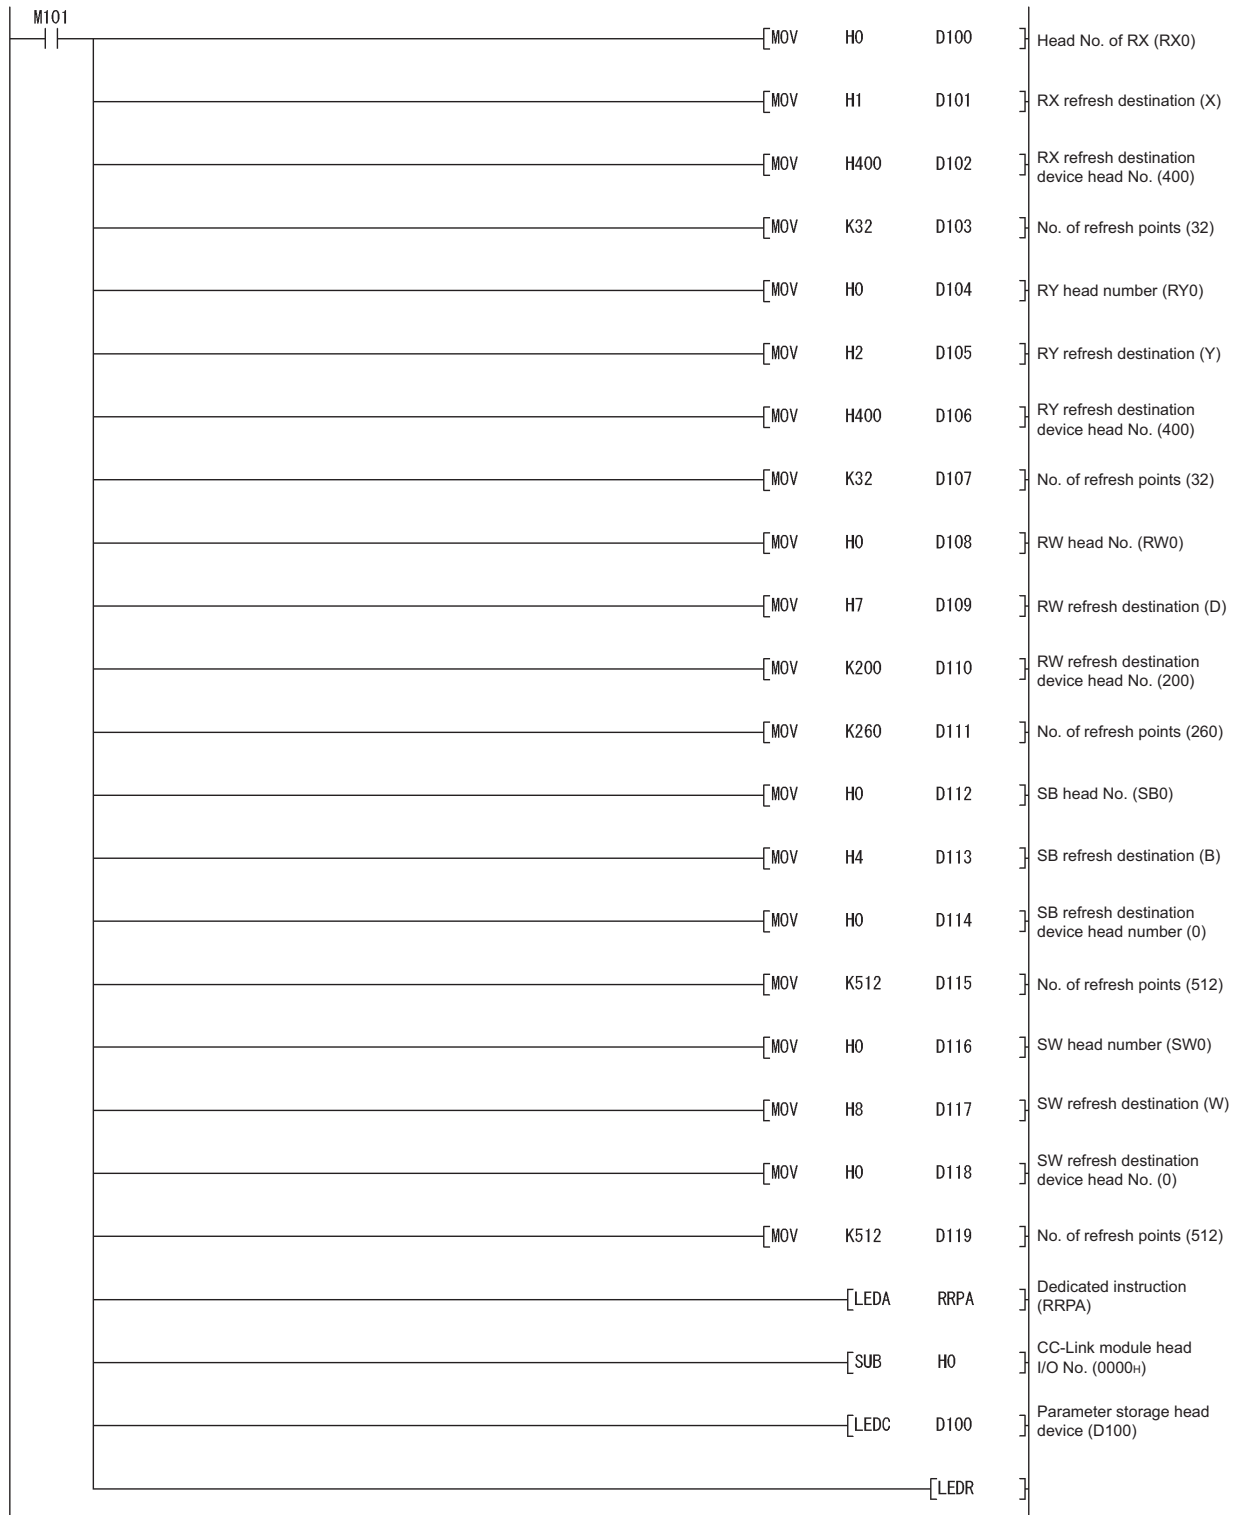 M101
MOV H0 D100 Head No. of RX (RX0)
MOV H1 D101 RX refresh destination (X)
MOV H400 D102 RX refresh destination
device head No. (400)
MOV K32 D103 No. of refresh points (32)
MOV H0 D104 RY head number (RY0)
MOV H2 D105 RY refresh destination (Y)
MOV H400 D106 RY refresh destination
device head No. (400)
MOV K32 D107 No. of refresh points (32)
MOV H0 D108 RW head No. (RW0)
MOV H7 D109 RW refresh destination (D)
MOV K200 D110 RW refresh destination
device head No. (200)
MOV K260 D111 No. of refresh points (260)
MOV H0 D112 SB head No. (SB0)
MOV H4 D113 SB refresh destination (B)
MOV H0 D114 SB refresh destination
device head number (0)
MOV K512 D115 No. of refresh points (512)
MOV H0 D116 SW head number (SW0)
MOV H8 D117 SW refresh destination (W)
MOV H0 D118 SW refresh destination
device head No. (0)
MOV K512 D119 No. of refresh points (512)
LEDA RRPA Dedicated instruction
(RRPA)
SUB H0 CC-Link module head
I/O No. (0000H)
LEDC D100 Parameter storage head
device (D100)
LEDR